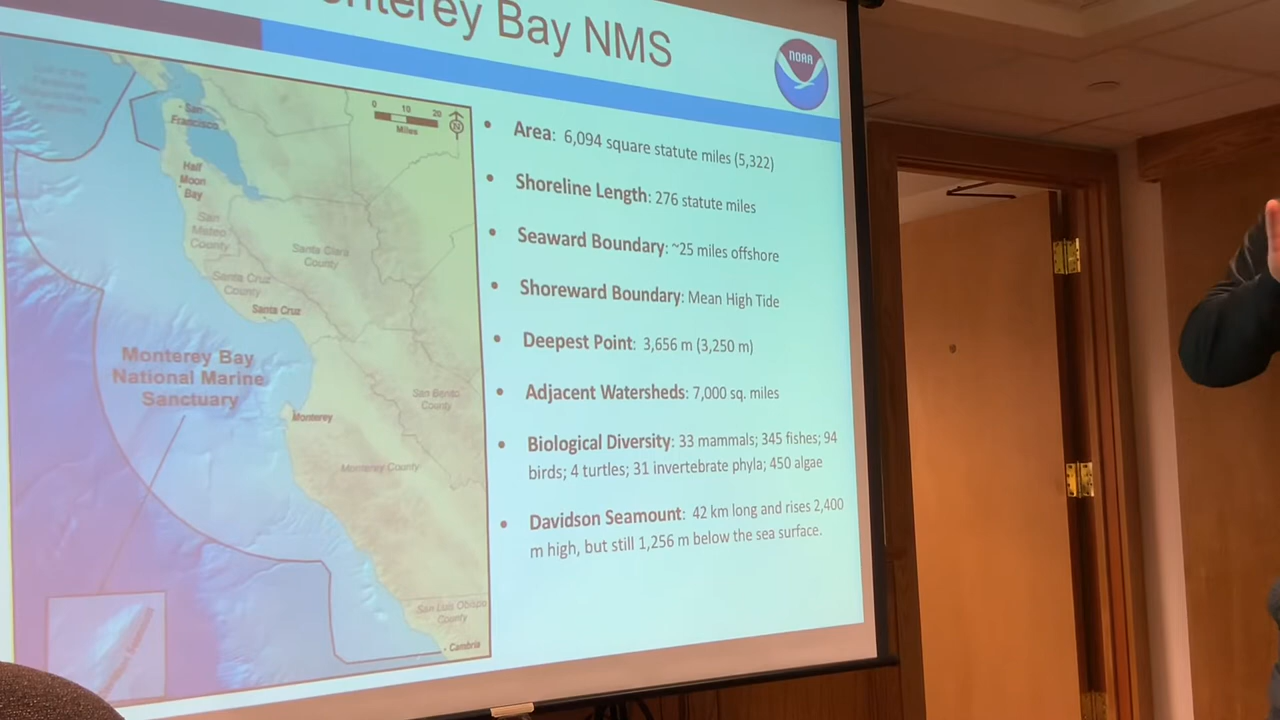 Monterey Bay NMS
NOAA
0 10 20
Miles
N
San
Francisco
Half
Moon
Bay
San
Mateo
County
Santa Clara
County
Santa Cruz
County
Santa Cruz
Monterey Bay
National Marine
Sanctuary
San Benito
County
Monterey
Monterey County
San Luis Obispo
County
Cambria
• Area: 6,094 square statute miles (5,322)
• Shoreline Length: 276 statute miles
• Seaward Boundary: ~25 miles offshore
• Shoreward Boundary: Mean High Tide
• Deepest Point: 3,656 m (3,250 m)
• Adjacent Watersheds: 7,000 sq. miles
• Biological Diversity: 33 mammals; 345 fishes; 94
birds; 4 turtles; 31 invertebrate phyla; 450 algae
• Davidson Seamount: 42 km long and rises 2,400
m high, but still 1,256 m below the sea surface.